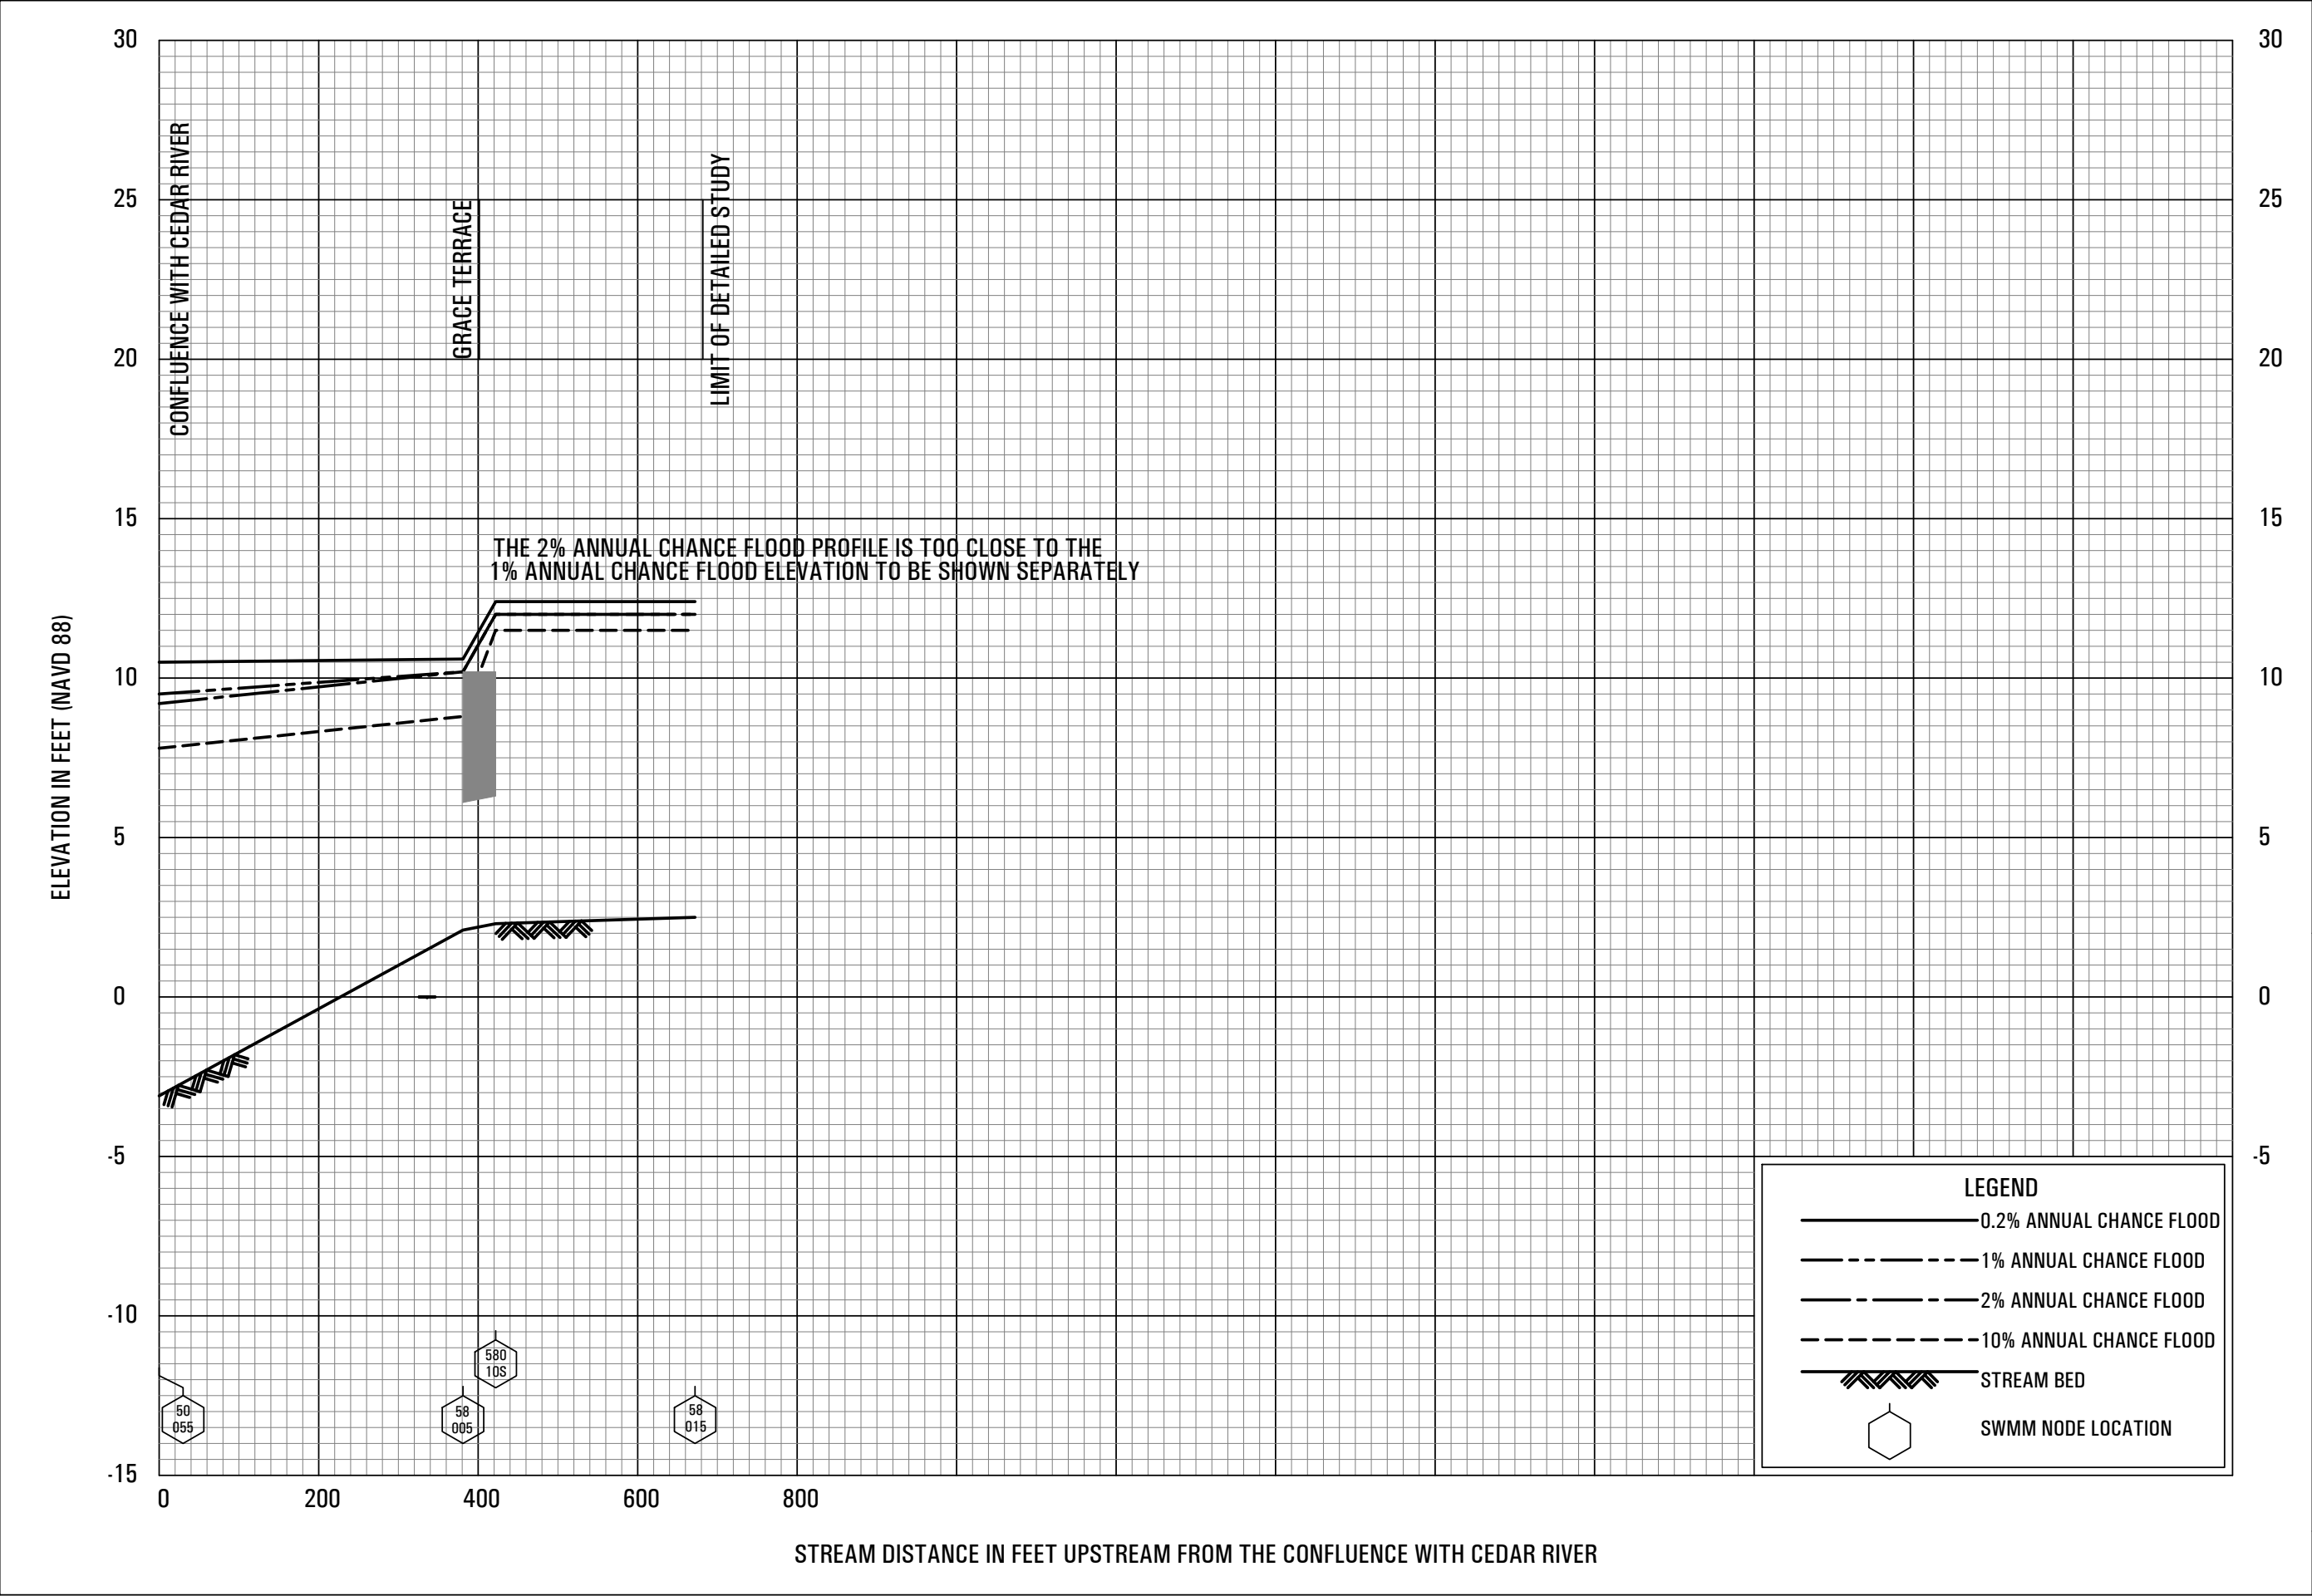 30
30
CONFLUENCE WITH CEDAR RIVER
GRACE TERRACE
LIMIT OF DETAILED STUDY
25
25
20
20
15
15
THE 2% ANNUAL CHANCE FLOOD PROFILE IS TOO CLOSE TO THE
1% ANNUAL CHANCE FLOOD ELEVATION TO BE SHOWN SEPARATELY
ELEVATION IN FEET (NAVD 88)
10
10
5
5
0
0
-5
-5
LEGEND
0.2% ANNUAL CHANCE FLOOD
1% ANNUAL CHANCE FLOOD
2% ANNUAL CHANCE FLOOD
10% ANNUAL CHANCE FLOOD
STREAM BED
SWMM NODE LOCATION
-10
580
10S
50
055
58
005
58
015
-15
0
200
400
600
800
STREAM DISTANCE IN FEET UPSTREAM FROM THE CONFLUENCE WITH CEDAR RIVER